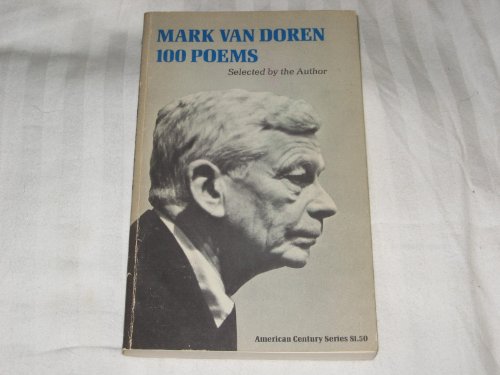 MARK VAN DOREN
100 POEMS
Selected by the Author
American Century Series $1.50